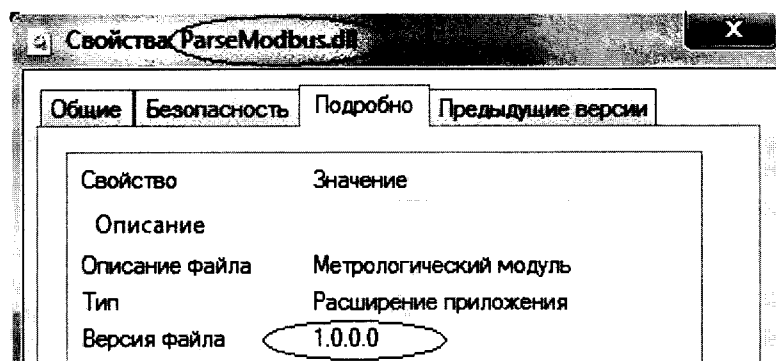 Свойства: ParseModbus.dll
X
Общие Безопасность Подробно Предыдущие версии
Свойство Значение
Описание
Описание файла Метрологический модуль
Тип Расширение приложения
Версия файла 1.0.0.0